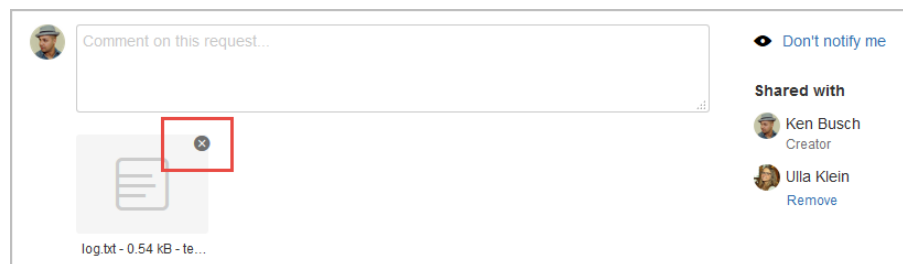 Comment on this request...
Don't notify me
Shared with
Ken Busch
Creator
Ulla Klein
Remove
log.txt - 0.54 kB - te...